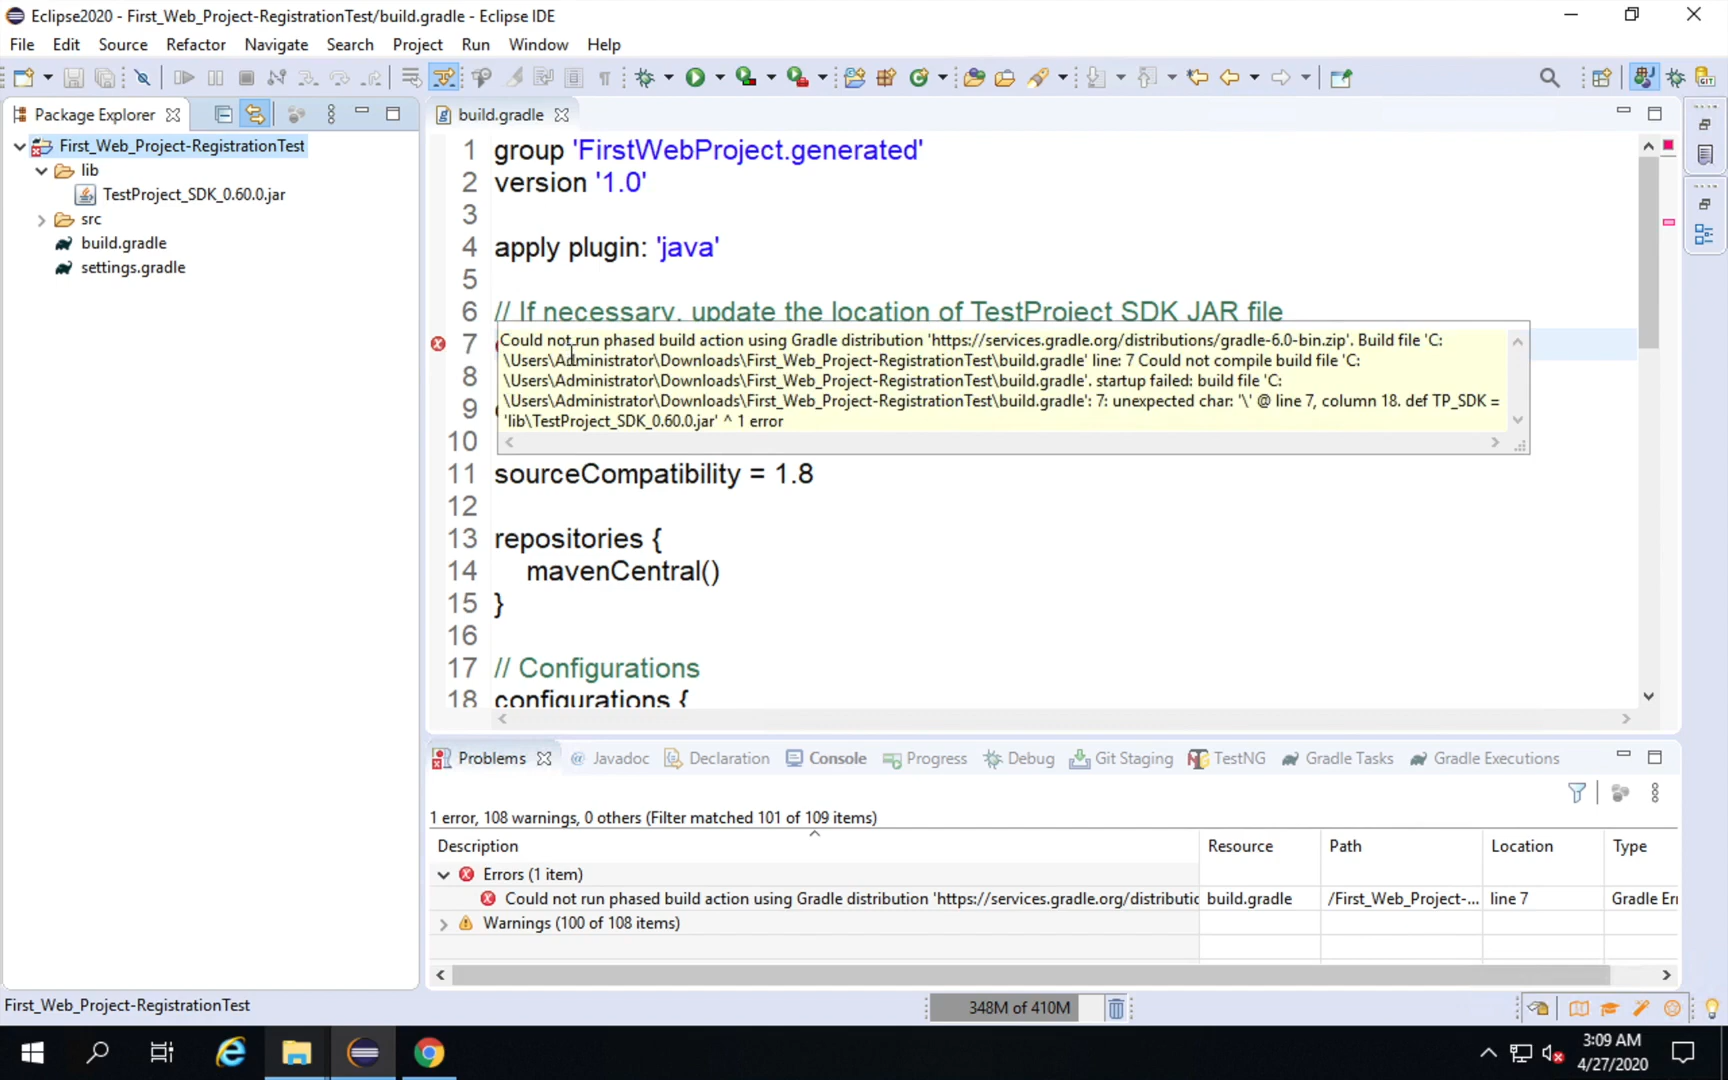 Eclipse2020 - First_Web_Project-RegistrationTest/build.gradle - Eclipse IDE
File Edit Source Refactor Navigate Search Project Run Window Help
Package Explorer
build.gradle
First_Web_Project-RegistrationTest
lib
TestProject_SDK_0.60.0.jar
src
build.gradle
settings.gradle
1 group 'FirstWebProject.generated'
2 version '1.0'
3
4 apply plugin: 'java'
5
6 // If necessary, update the location of TestProject SDK JAR file
7
8
9
10
11 sourceCompatibility = 1.8
12
13 repositories {
14 mavenCentral()
15 }
16
17 // Configurations
18 configurations {
Could not run phased build action using Gradle distribution 'https://services.gradle.org/distributions/gradle-6.0-bin.zip'. Build file 'C:
\Users\Administrator\Downloads\First_Web_Project-RegistrationTest\build.gradle' line: 7 Could not compile build file 'C:
\Users\Administrator\Downloads\First_Web_Project-RegistrationTest\build.gradle'. startup failed: build file 'C:
\Users\Administrator\Downloads\First_Web_Project-RegistrationTest\build.gradle': 7: unexpected char: '\' @ line 7, column 18. def TP_SDK =
'lib\TestProject_SDK_0.60.0.jar' ^ 1 error
Problems @ Javadoc Declaration Console Progress Debug Git Staging TestNG Gradle Tasks Gradle Executions
1 error, 108 warnings, 0 others (Filter matched 101 of 109 items)
Description Resource Path Location Type
Errors (1 item)
Could not run phased build action using Gradle distribution 'https://services.gradle.org/distributic build.gradle /First_Web_Project-... line 7 Gradle Err
Warnings (100 of 108 items)
First_Web_Project-RegistrationTest
348M of 410M
3:09 AM
4/27/2020